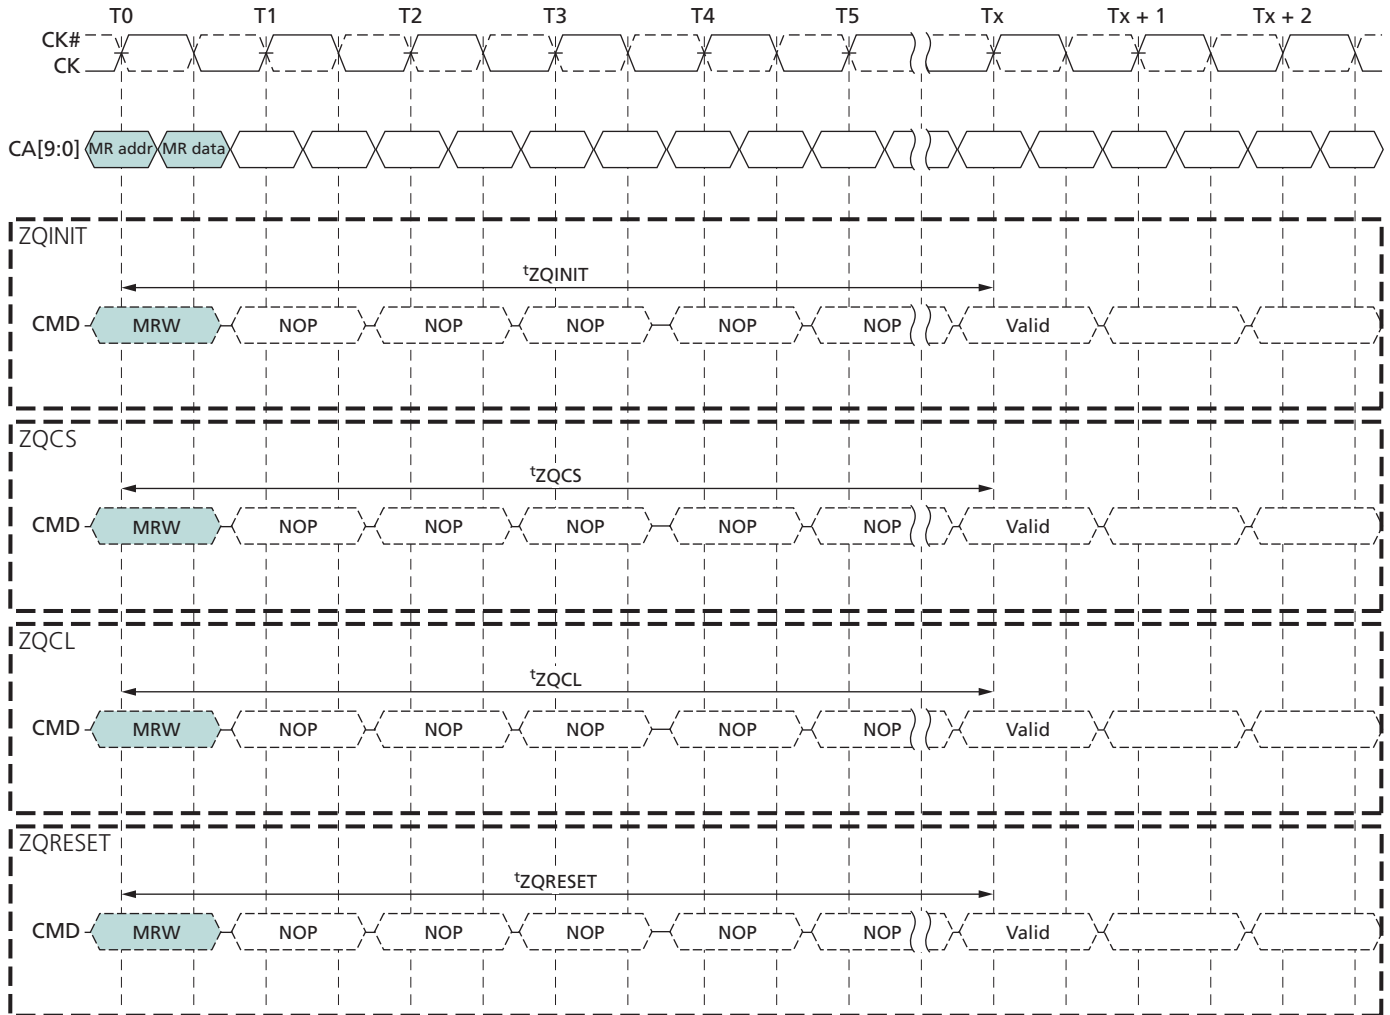 T0 T1 T2 T3 T4 T5 Tx Tx + 1 Tx + 2
CK#
CK
CA[9:0] MR addr MR data
ZQINIT
tZQINIT
CMD MRW NOP NOP NOP NOP NOP Valid
ZQCS
tZQCS
CMD MRW NOP NOP NOP NOP NOP Valid
ZQCL
tZQCL
CMD MRW NOP NOP NOP NOP NOP Valid
ZQRESET
tZQRESET
CMD MRW NOP NOP NOP NOP NOP Valid